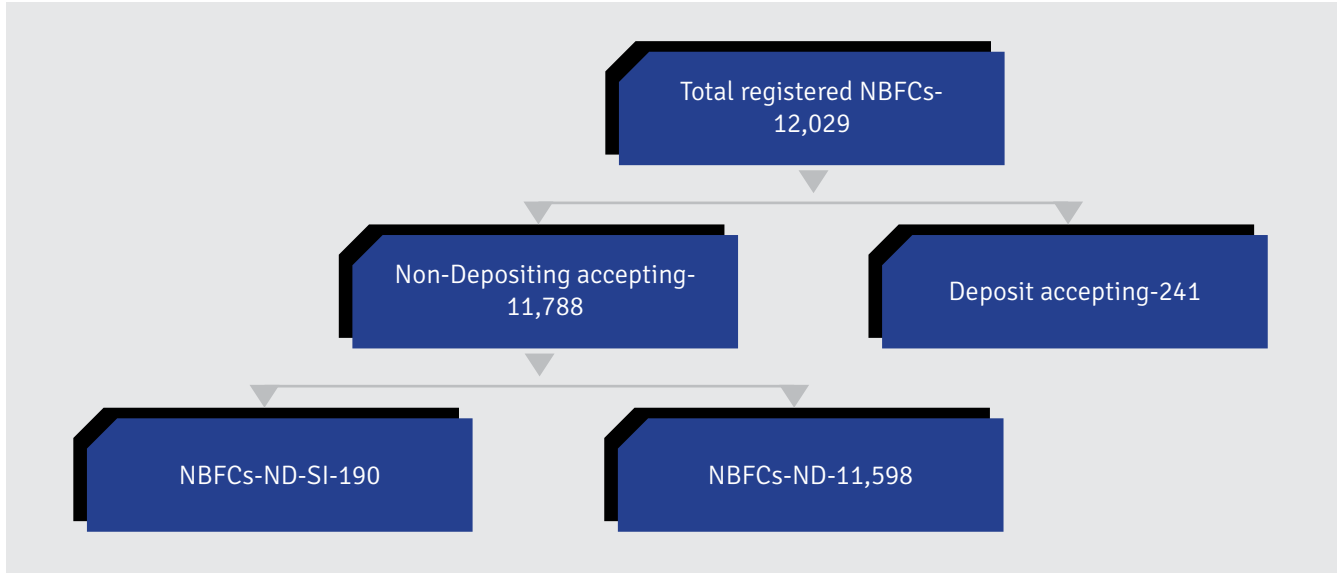 Total registered NBFCs-
12,029
Non-Depositing accepting-
11,788
Deposit accepting-241
NBFCs-ND-SI-190
NBFCs-ND-11,598